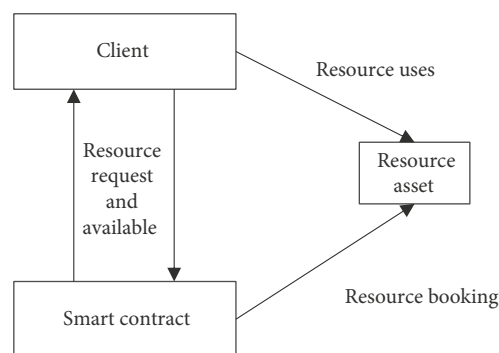 Client
Resource uses
Resource
request
and
available
Resource
asset
Resource booking
Smart contract